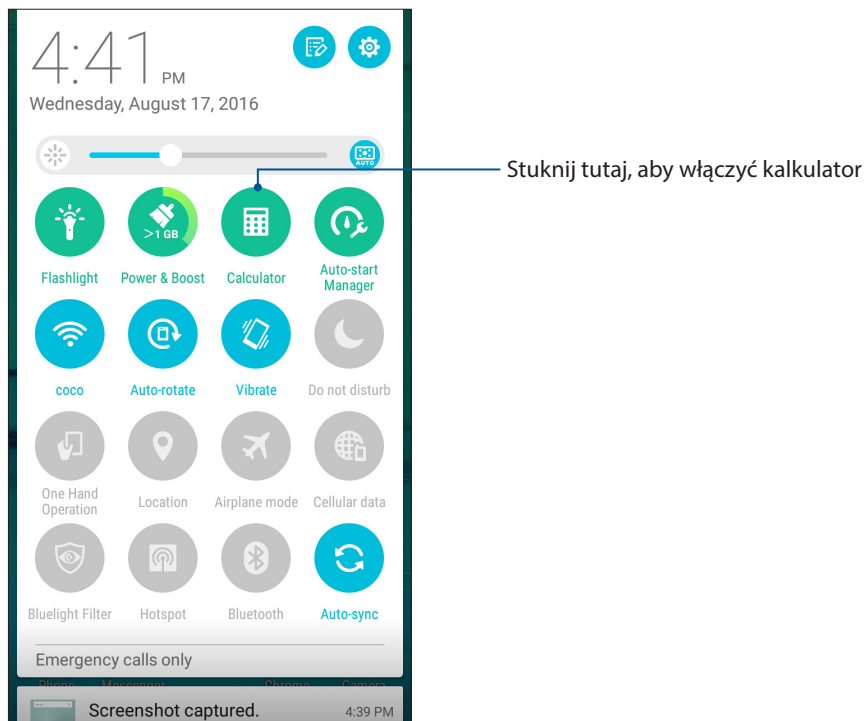 4:41 PM
Wednesday, August 17, 2016
AUTO
Stuknij tutaj, aby włączyć kalkulator
>1 GB
Flashlight
Power & Boost
Calculator
Auto-start
Manager
coco
Auto-rotate
Vibrate
Do not disturb
One Hand
Operation
Location
Airplane mode
Cellular data
Bluelight Filter
Hotspot
Bluetooth
Auto-sync
Emergency calls only
Phone
Messenger
Chrome
Camera
Screenshot captured.
4:39 PM